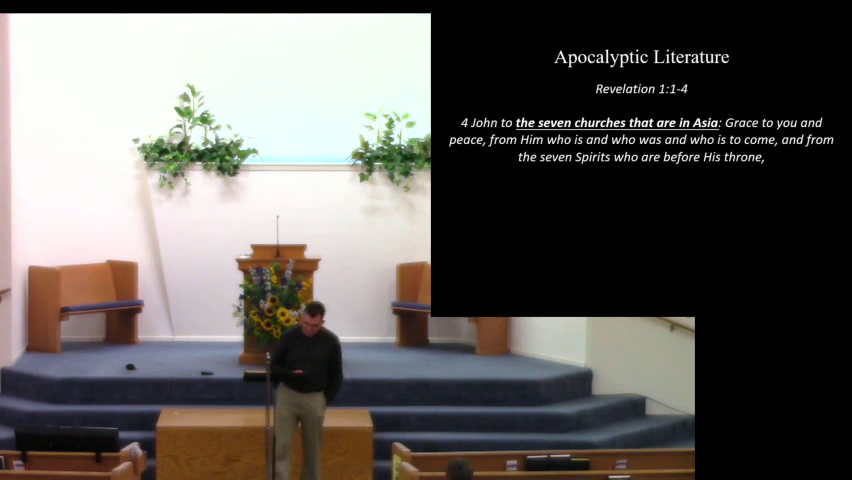 Apocalyptic Literature
Revelation 1:1-4
4 John to the seven churches that are in Asia: Grace to you and
peace, from Him who is and who was and who is to come, and from
the seven Spirits who are before His throne,